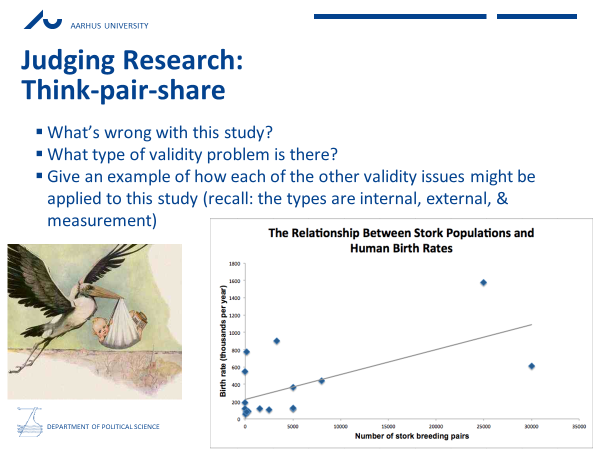 AARHUS UNIVERSITY
Judging Research:
Think-pair-share
What's wrong with this study?
What type of validity problem is there?
Give an example of how each of the other validity issues might be
applied to this study (recall: the types are internal, external, &
measurement)
The Relationship Between Stork Populations and
Human Birth Rates
Birth rate (thousands per year)
1800
1600
1400
1200
1000
800
600
400
200
0
0 5000 10000 15000 20000 25000 30000 35000
Number of stork breeding pairs
DEPARTMENT OF POLITICAL SCIENCE